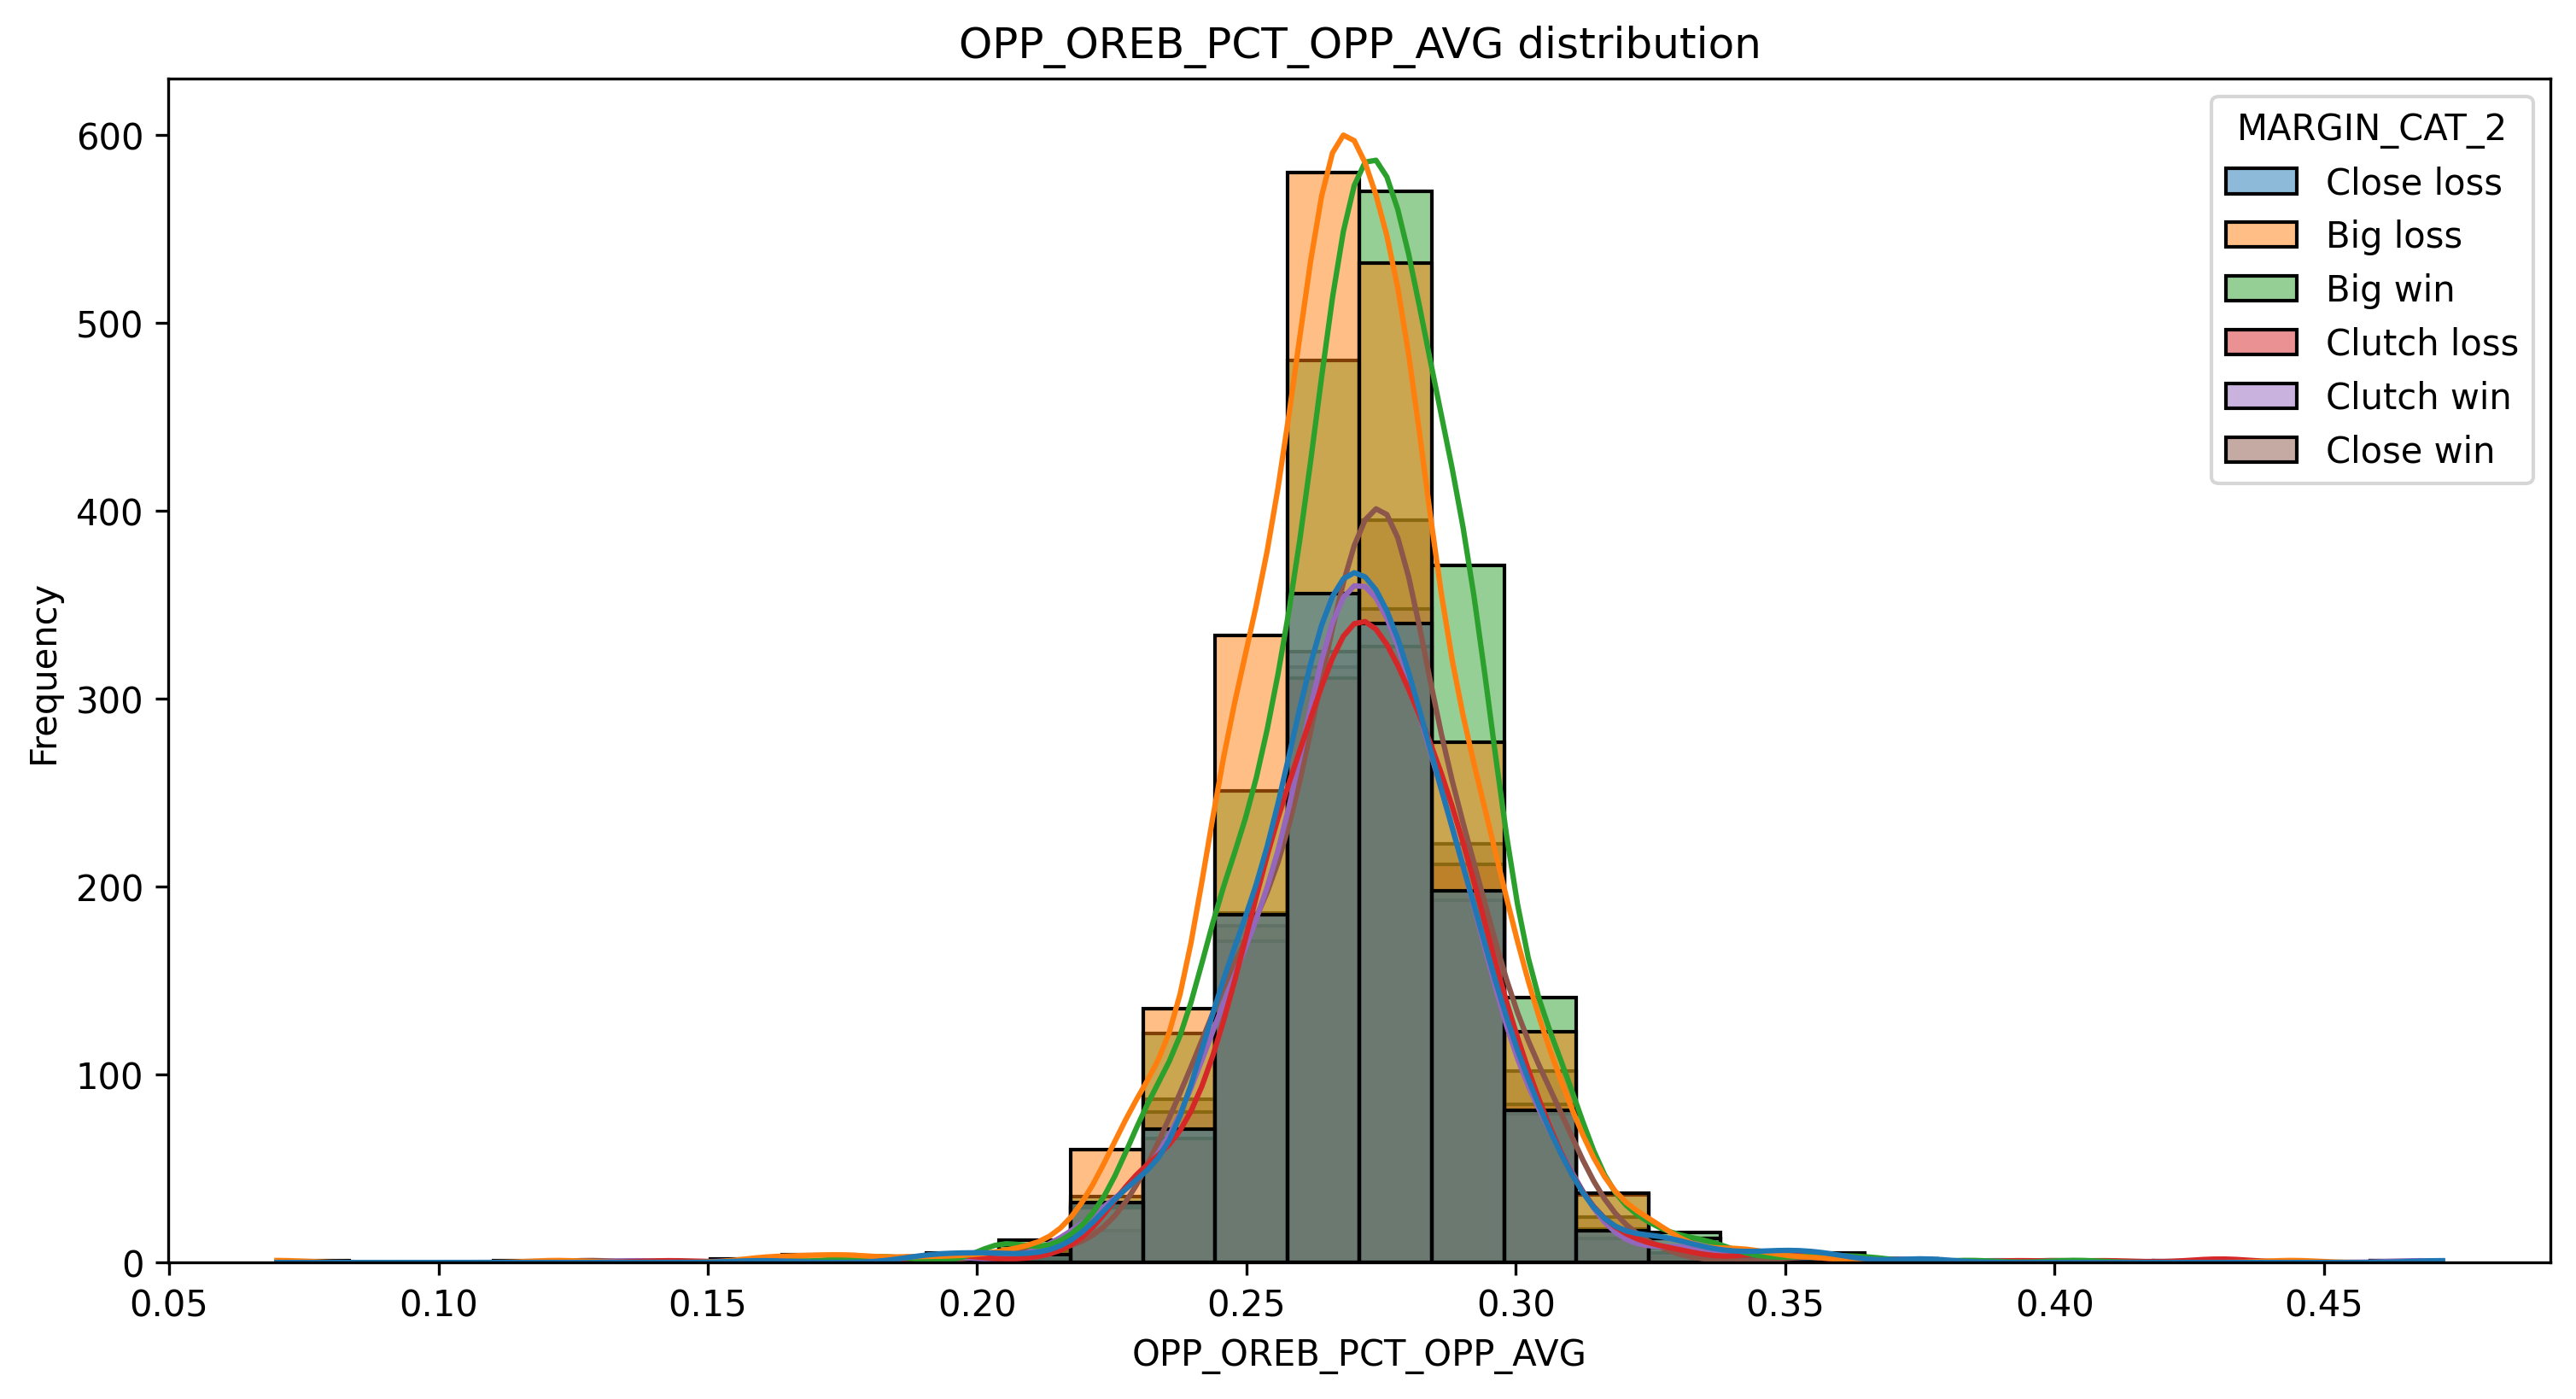 OPP_OREB_PCT_OPP_AVG distribution
MARGIN_CAT_2
Close loss
Big loss
Big win
Clutch loss
Clutch win
Close win
Frequency
600
500
400
300
200
100
0
0.05 0.10 0.15 0.20 0.25 0.30 0.35 0.40 0.45
OPP_OREB_PCT_OPP_AVG